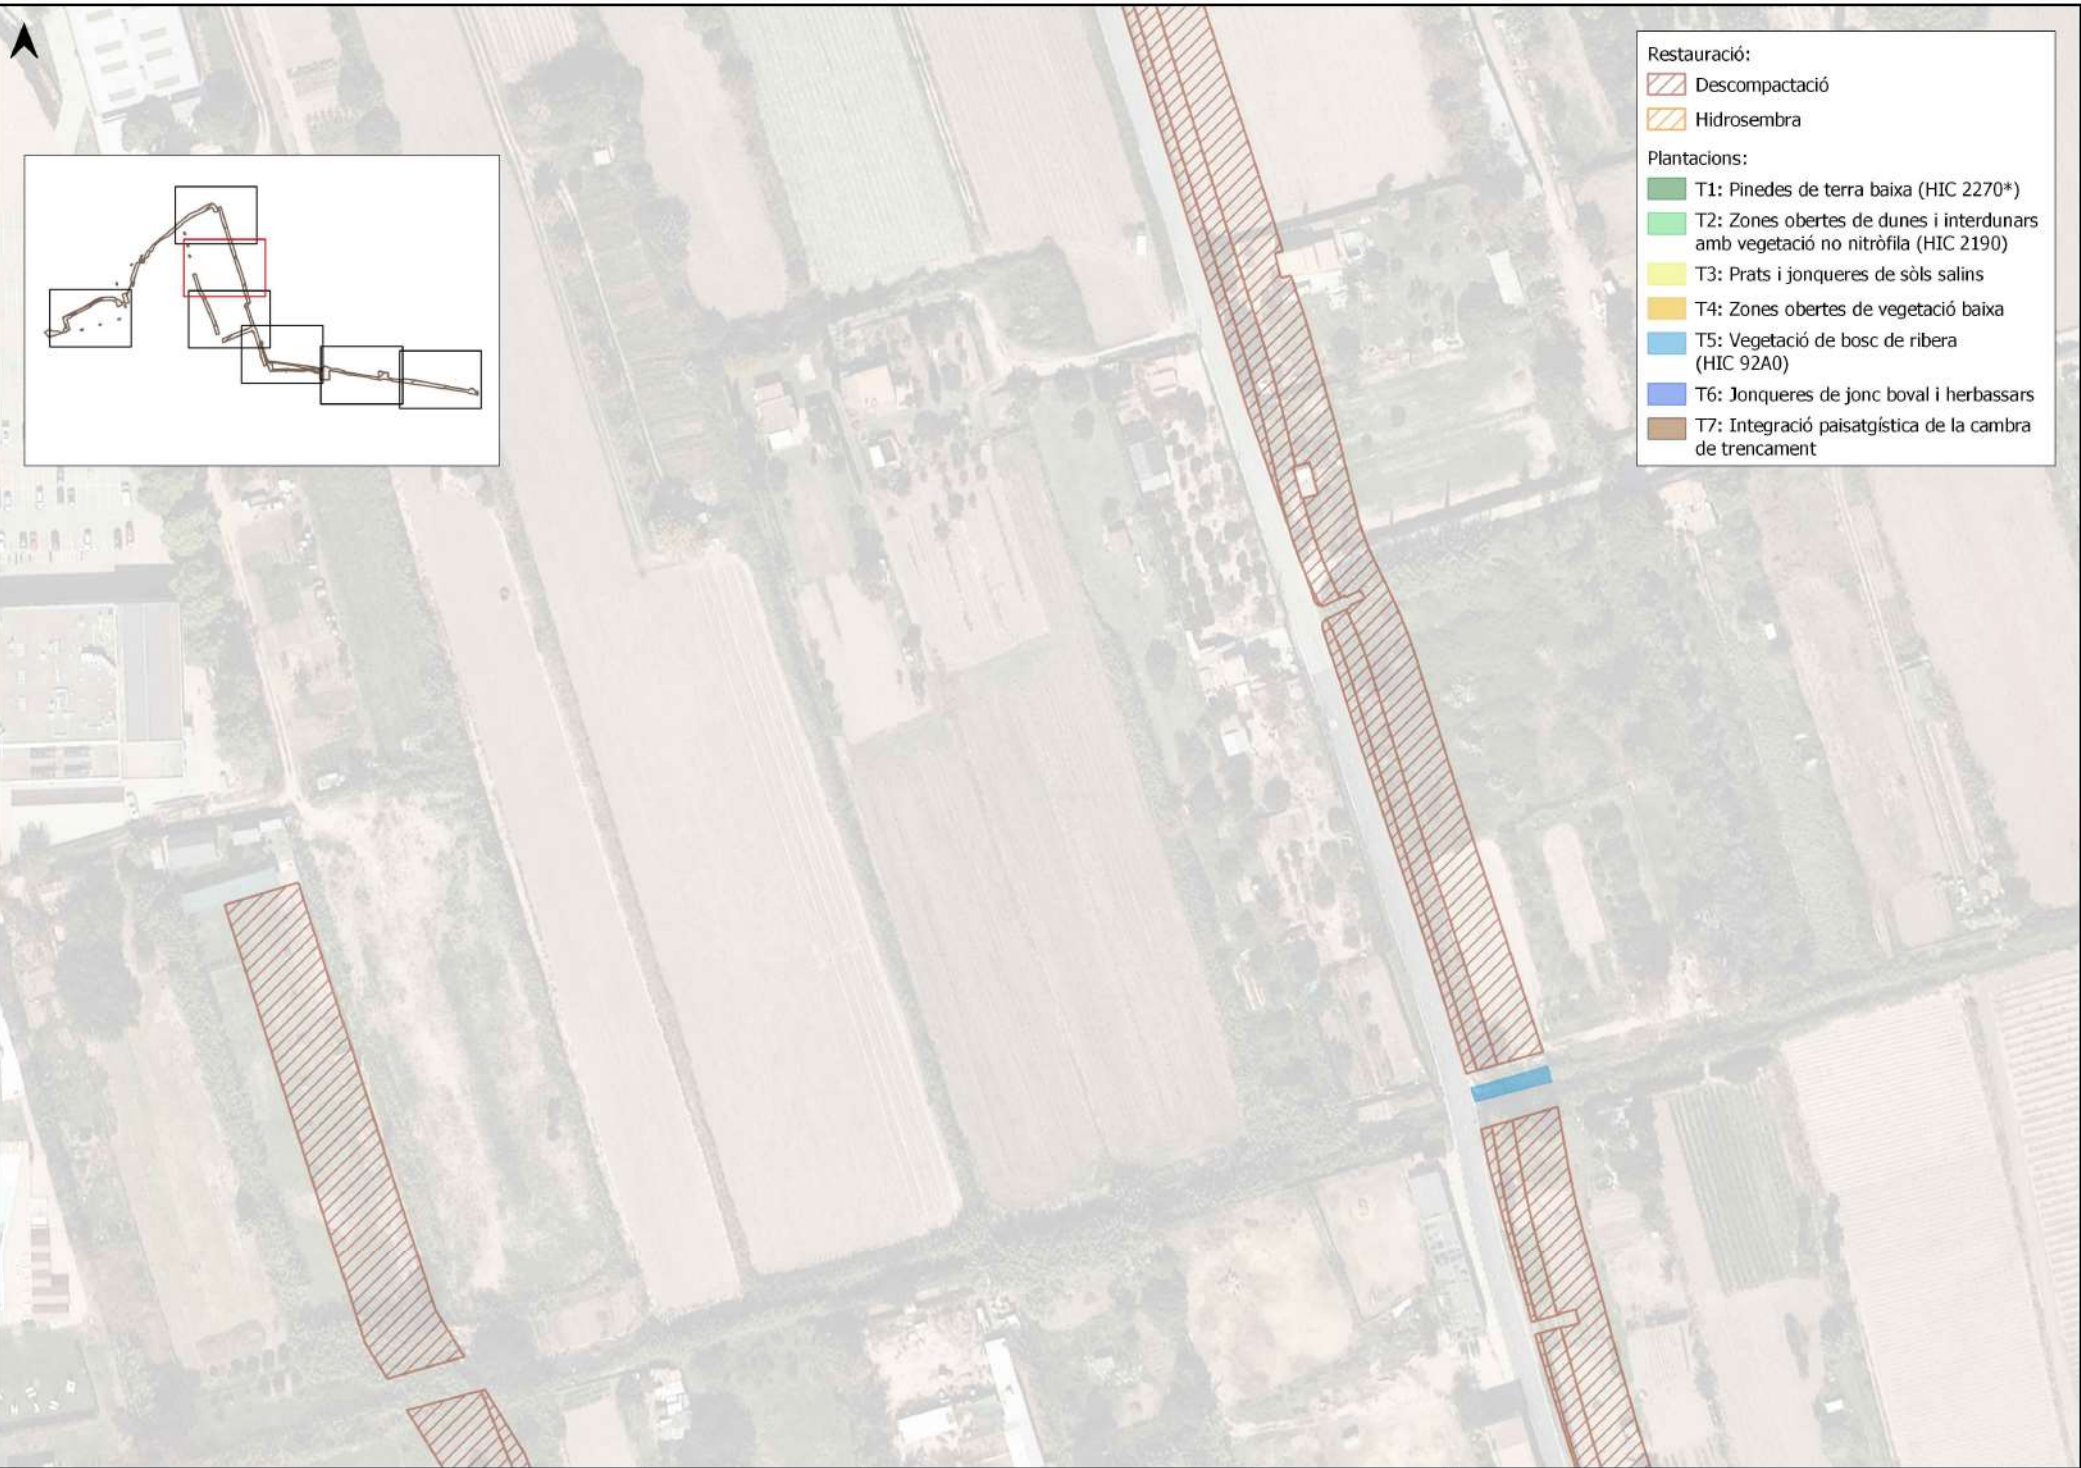 Restauració:
Descompactació
Hidrosembra
Plantacions:
T1: Pinedes de terra baixa (HIC 2270*)
T2: Zones obertes de dunes i interdunars
amb vegetació no nitròfila (HIC 2190)
T3: Prats i jonqueres de sòls salins
T4: Zones obertes de vegetació baixa
T5: Vegetació de bosc de ribera
(HIC 92A0)
T6: Jonqueres de jonc boval i herbassars
T7: Integració paisatgística de la cambra
de trencament